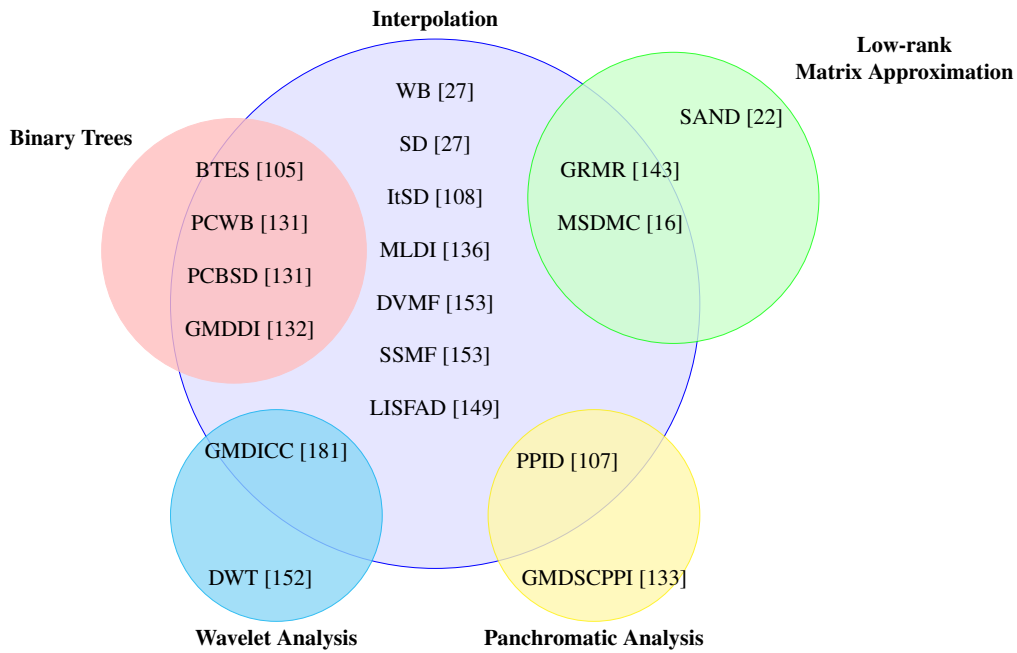 Interpolation
Low-rank
Matrix Approximation
Binary Trees
WB [27]
SD [27]
ItSD [108]
MLDI [136]
DVMF [153]
SSMF [153]
LISFAD [149]
BTES [105]
PCWB [131]
PCBSD [131]
GMDDI [132]
SAND [22]
GRMR [143]
MSDMC [16]
GMDICC [181]
DWT [152]
PPID [107]
GMDSCPPI [133]
Wavelet Analysis
Panchromatic Analysis